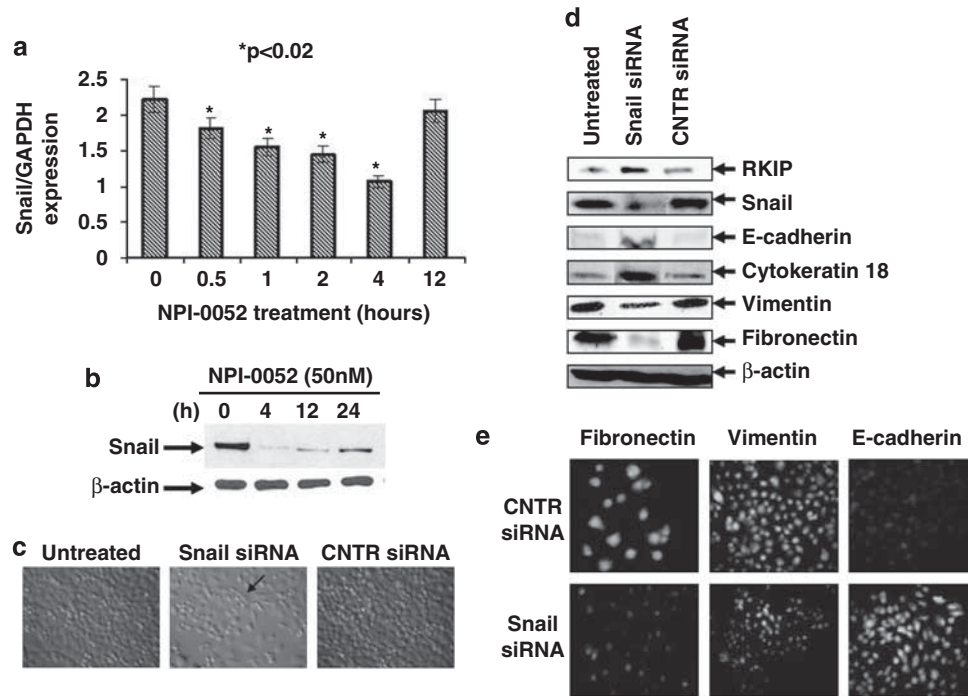 a
*p<0.02
Snail/GAPDH
expression
2.5
2
1.5
1
0.5
0
* * * *
0 0.5 1 2 4 12
NPI-0052 treatment (hours)
b
NPI-0052 (50nM)
(h) 0 4 12 24
Snail
β-actin
c
Untreated Snail siRNA CNTR siRNA
d
Untreated
Snail siRNA
CNTR siRNA
RKIP
Snail
E-cadherin
Cytokeratin 18
Vimentin
Fibronectin
β-actin
e
Fibronectin Vimentin E-cadherin
CNTR
siRNA
Snail
siRNA